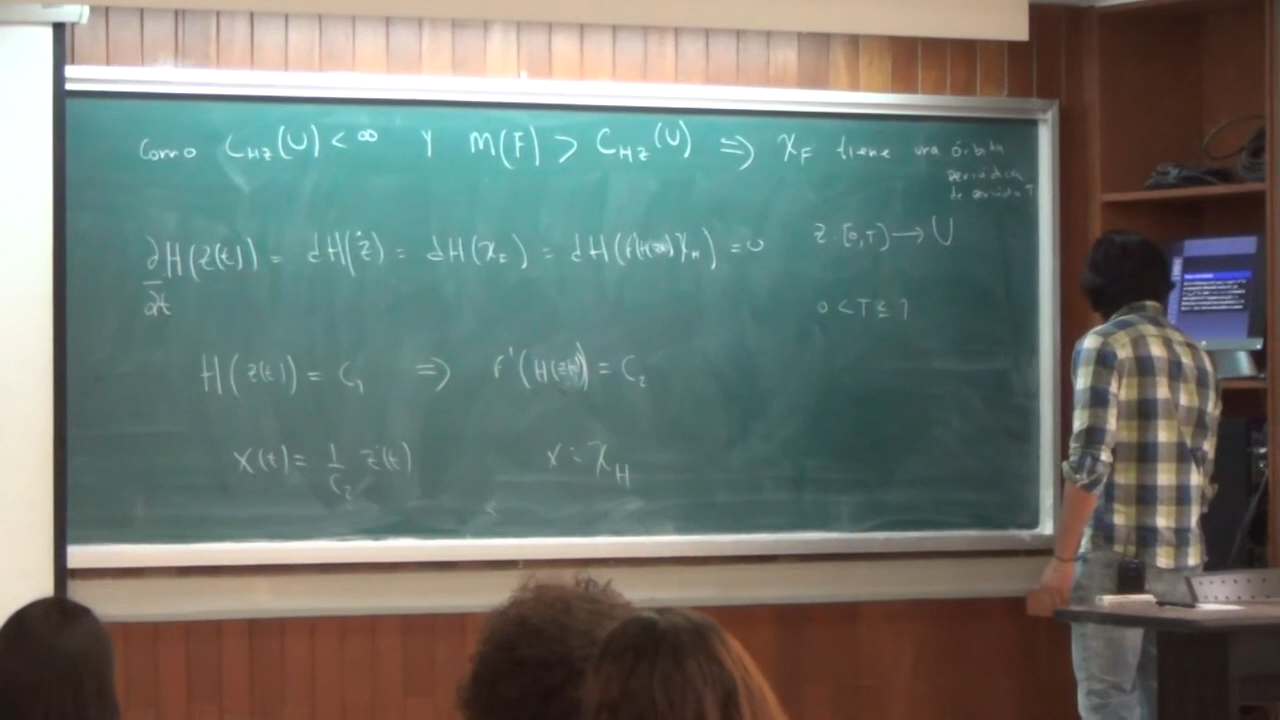 Como C_HZ(U) < ∞ y m(F) > C_HZ(U) ⇒ X_F tiene una órbita
periódica
de período T
∂/∂t H(z(t)) = dH(ż) = dH(X_F) = dH(f'(H(z))X_H) = 0
z: [0,T] → U
0 < T ≤ 1
H(z(t)) = C₁ ⇒ f'(H(z(t))) = C₂
x(t) = 1/C₂ z(t) ẋ = X_H